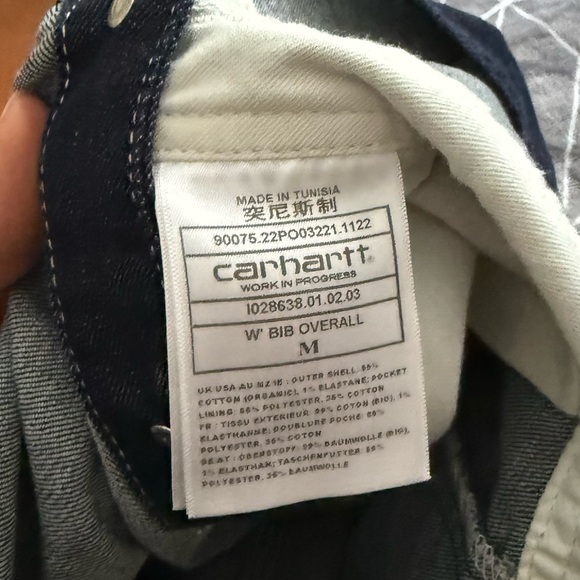 MADE IN TUNISIA
突尼斯制
90075.22PO03221.1122
carhartt
WORK IN PROGRESS
I028638.01.02.03
W' BIB OVERALL
M
UK USA AU NZ IE : OUTER SHELL: 99%
COTTON (ORGANIC), 1% ELASTANE; POCKET
LINING: 65% POLYESTER, 35% COTTON
FR : TISSU EXTERIEUR: 99% COTON (BIO), 1%
ELASTHANNE; DOUBLURE POCHE: 65%
POLYESTER, 35% COTON
DE AT : OBERSTOFF: 99% BAUMWOLLE (BIO),
1% ELASTHAN; TASCHENFUTTER: 65%
POLYESTER, 35% BAUMWOLLE